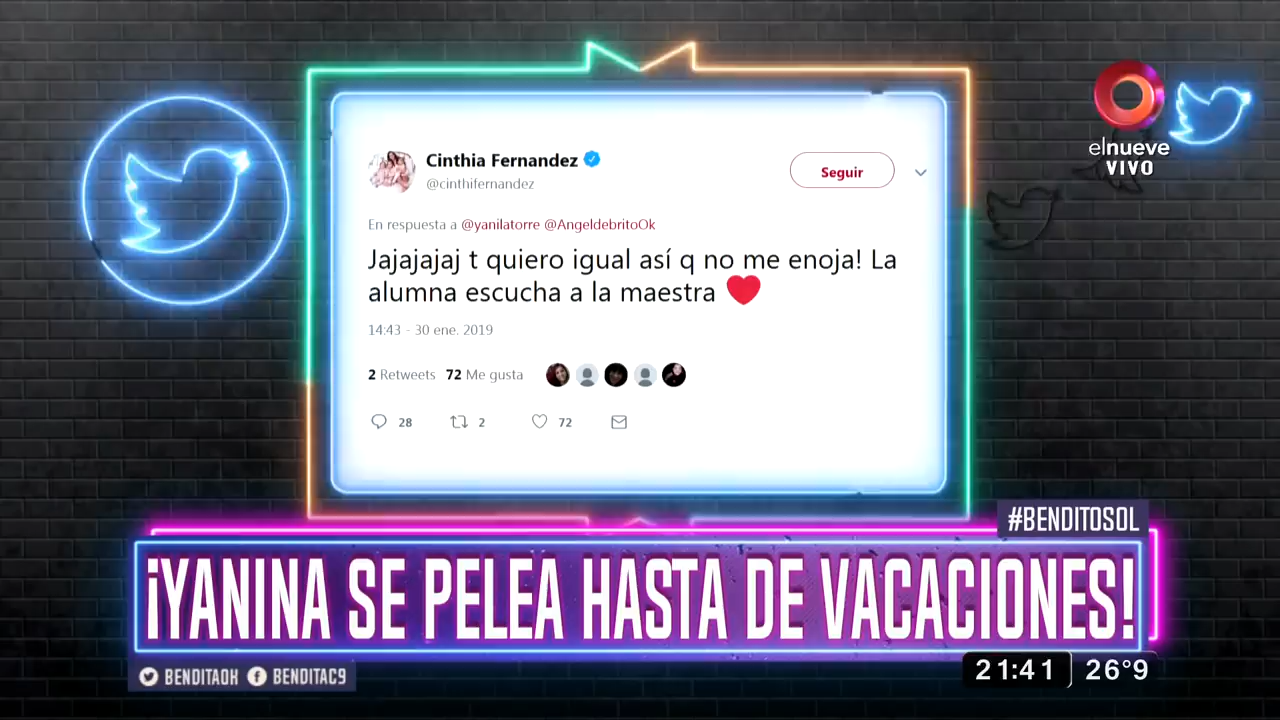 Cinthia Fernandez
@cinthifernandez
Seguir
En respuesta a @yanilatorre @AngeldebritoOk
Jajajajaj t quiero igual así q no me enoja! La
alumna escucha a la maestra ❤
14:43 - 30 ene. 2019
2 Retweets 72 Me gusta
28 2 72
elnueve
VIVO
#BENDITOSOL
¡YANINA SE PELEA HASTA DE VACACIONES!
BENDITAOK BENDITAC9
21:41 26°9